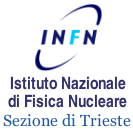 INFN
Istituto Nazionale
di Fisica Nucleare
Sezione di Trieste